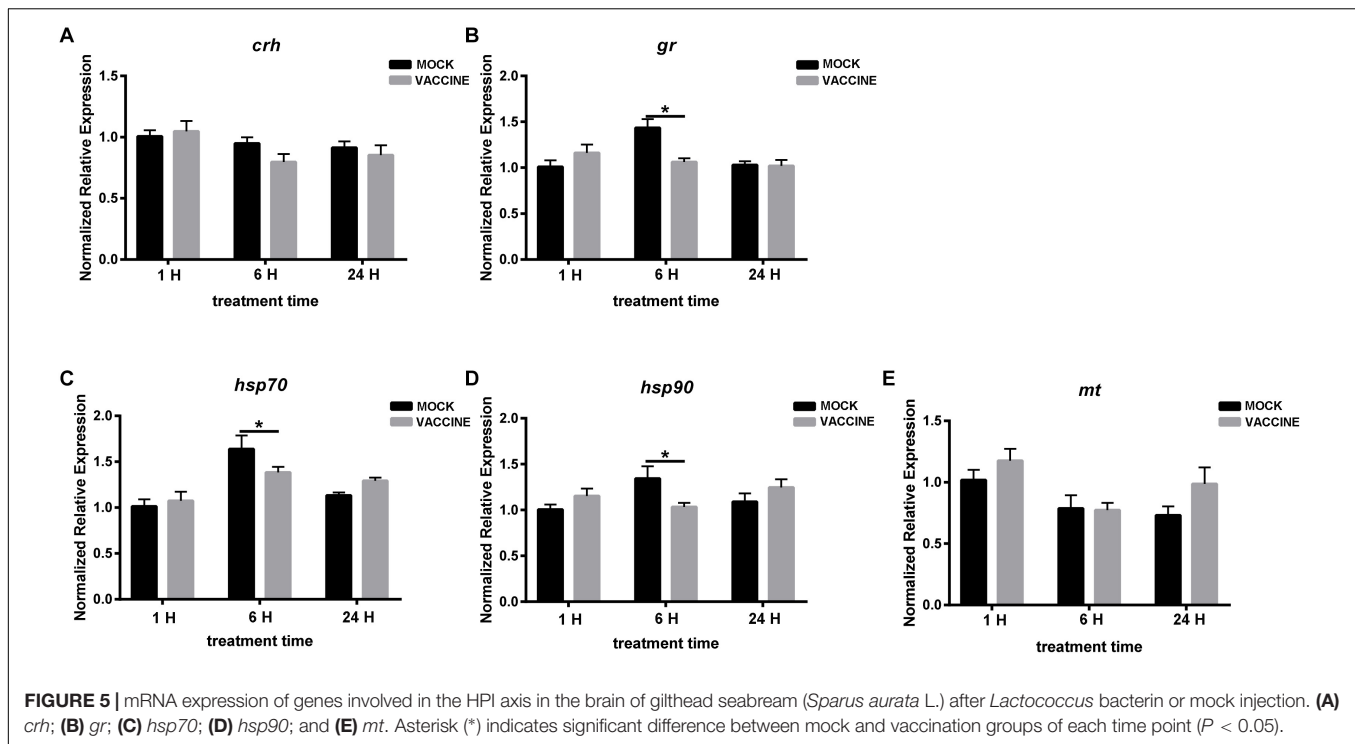 A
crh
MOCK
VACCINE
Normalized Relative Expression
1.5
1.0
0.5
0.0
1 H
6 H
24 H
treatment time
B
gr
MOCK
VACCINE
Normalized Relative Expression
2.0
1.5
1.0
0.5
0.0
*
1 H
6 H
24 H
treatment time
C
hsp70
MOCK
VACCINE
Normalized Relative Expression
2.0
1.5
1.0
0.5
0.0
*
1 H
6 H
24 H
treatment time
D
hsp90
MOCK
VACCINE
Normalized Relative Expression
2.0
1.5
1.0
0.5
0.0
*
1 H
6 H
24 H
treatment time
E
mt
MOCK
VACCINE
Normalized Relative Expression
1.5
1.0
0.5
0.0
1 H
6 H
24 H
treatment time
FIGURE 5 | mRNA expression of genes involved in the HPI axis in the brain of gilthead seabream (Sparus aurata L.) after Lactococcus bacterin or mock injection. (A)
crh; (B) gr; (C) hsp70; (D) hsp90; and (E) mt. Asterisk (*) indicates significant difference between mock and vaccination groups of each time point (P < 0.05).